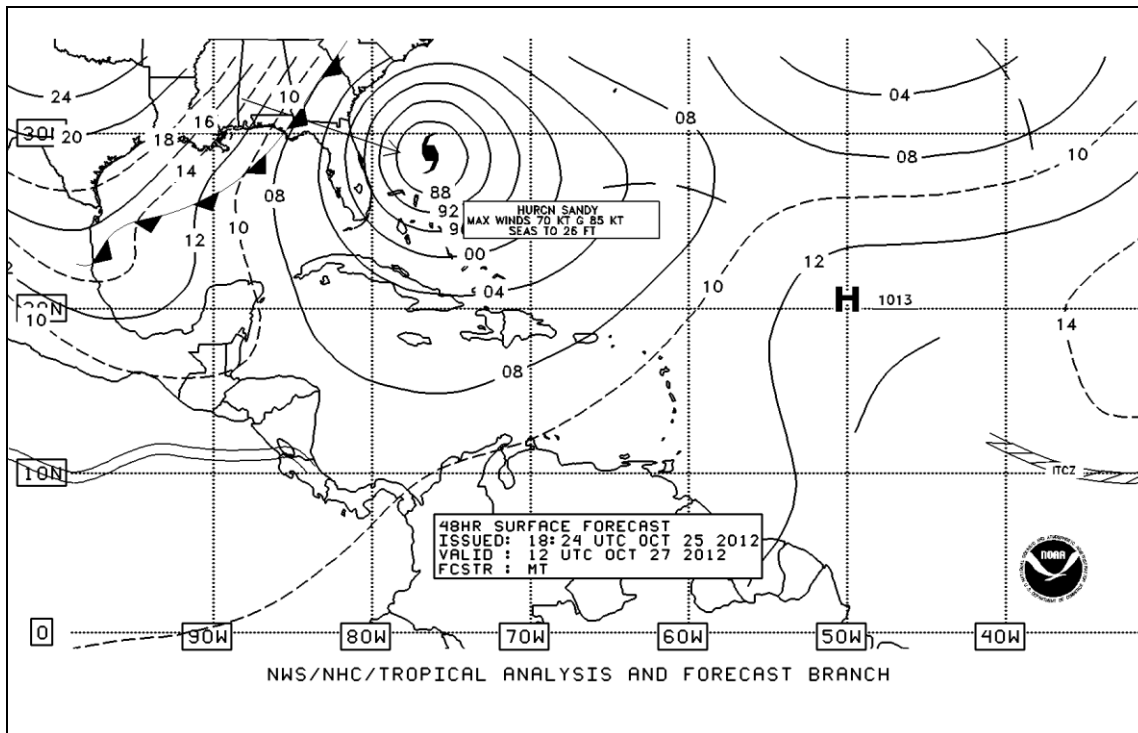 24
10
04
16
08
30N
20
18
08
10
14
88
08
92
HURCN SANDY
MAX WINDS 70 KT G 85 KT
SEAS TO 26 FT
10
12
00
12
10
04
H 1013
10
14
08
10N
ITCZ
48HR SURFACE FORECAST
ISSUED: 18:24 UTC OCT 25 2012
VALID : 12 UTC OCT 27 2012
FCSTR : MT
NOAA
0
90W 80W 70W 60W 50W 40W
NWS/NHC/TROPICAL ANALYSIS AND FORECAST BRANCH